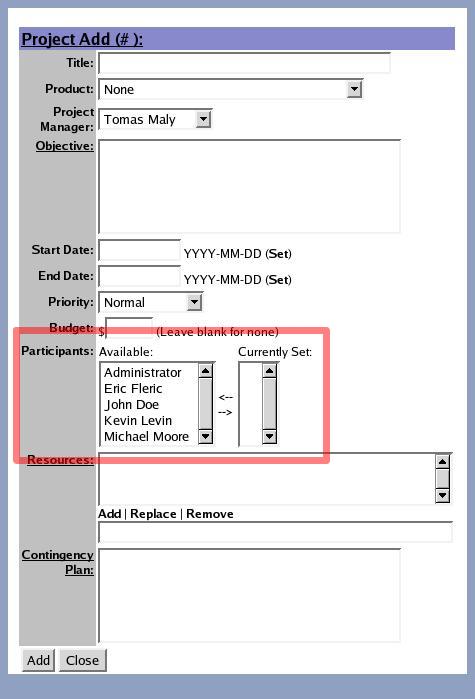 Project Add (# ):
Title:
Product: None
Project Manager: Tomas Maly
Objective:
Start Date: YYYY-MM-DD (Set)
End Date: YYYY-MM-DD (Set)
Priority: Normal
Budget: $ (Leave blank for none)
Participants: Available: Currently Set:
Administrator
Eric Fleric
John Doe
Kevin Levin
Michael Moore
<--
-->
Resources:
Add | Replace | Remove
Contingency
Plan:
Add Close